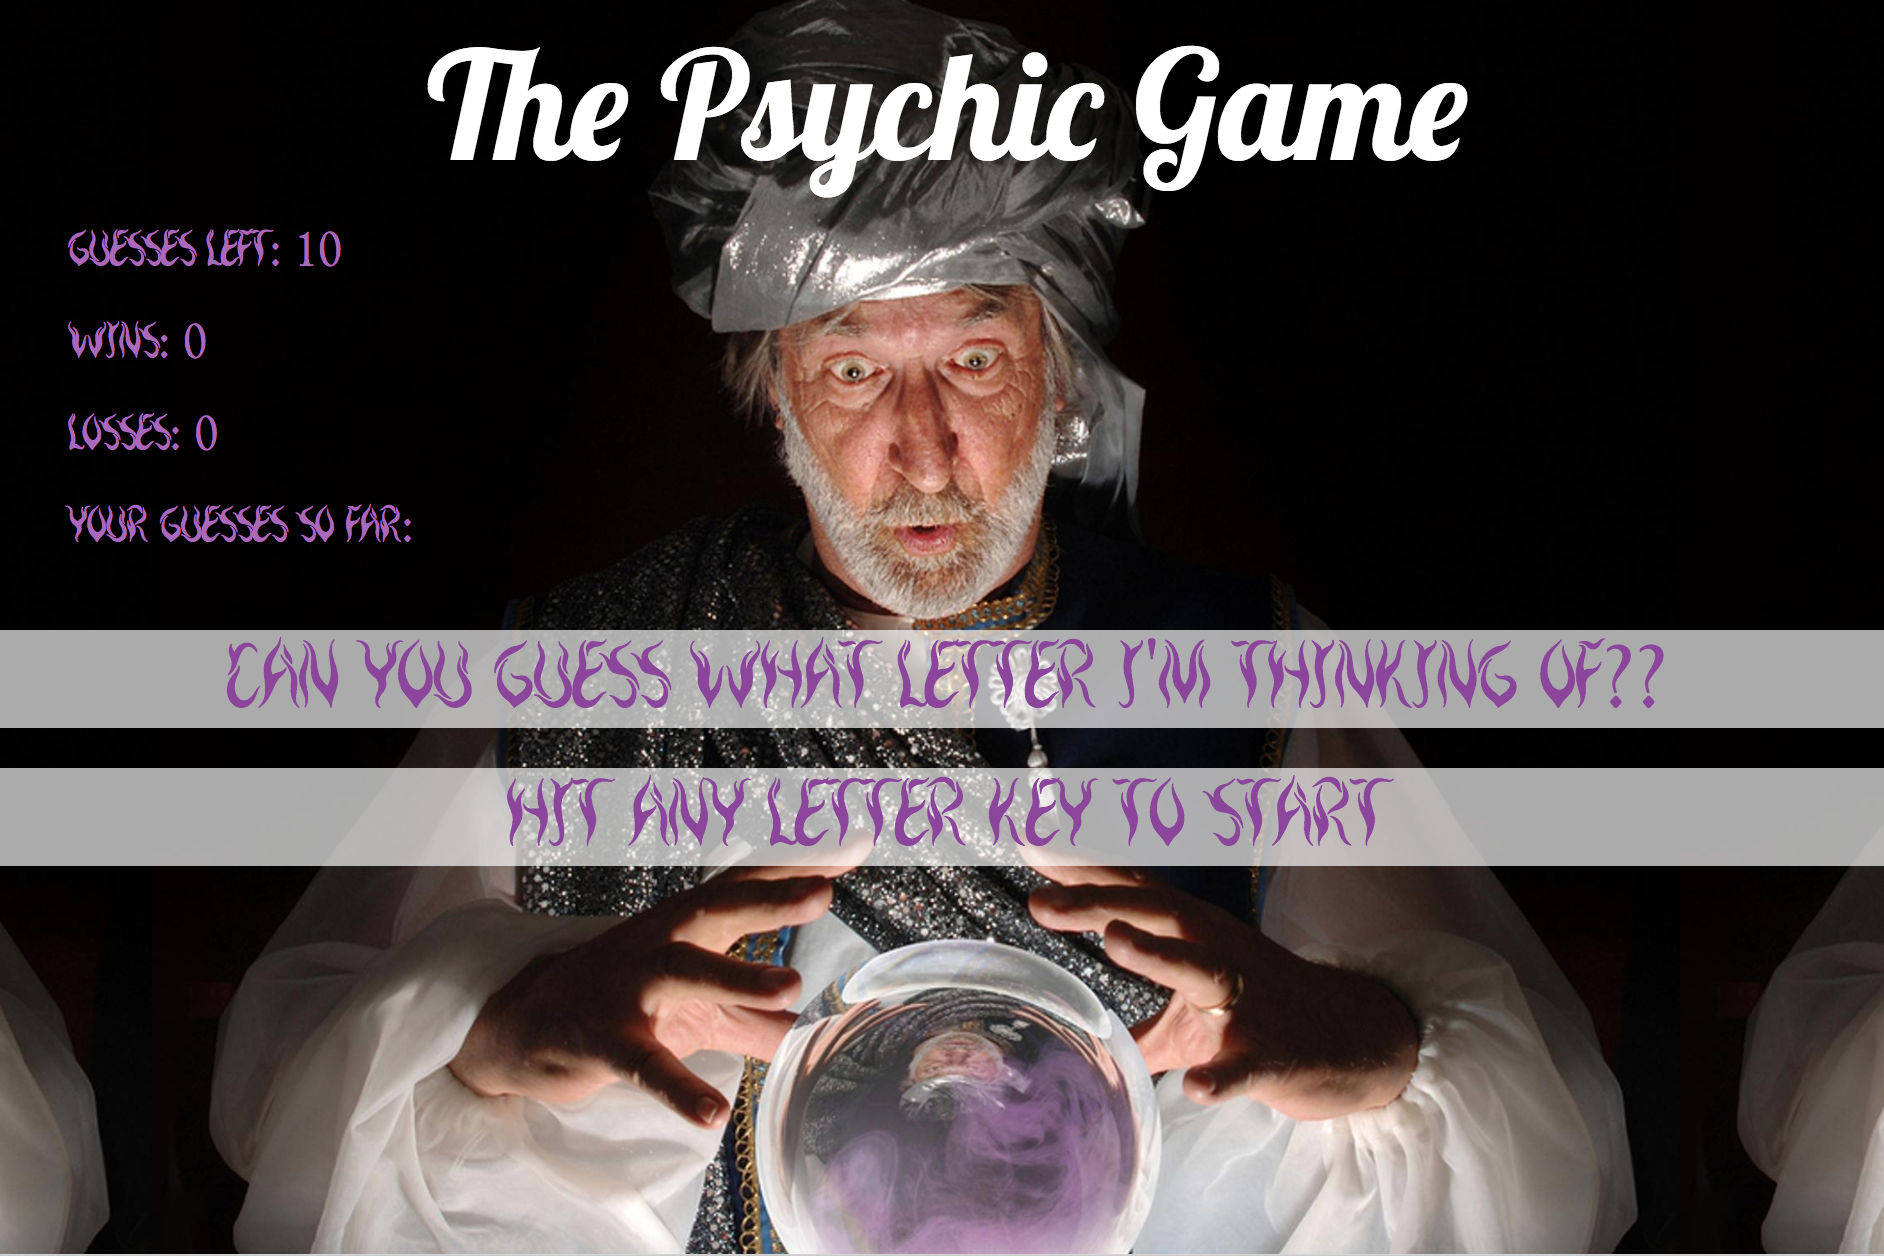 The Psychic Game
GUESSES LEFT: 10
WINS: 0
LOSSES: 0
YOUR GUESSES SO FAR:
CAN YOU GUESS WHAT LETTER I'M THINKING OF??
HIT ANY LETTER KEY TO START